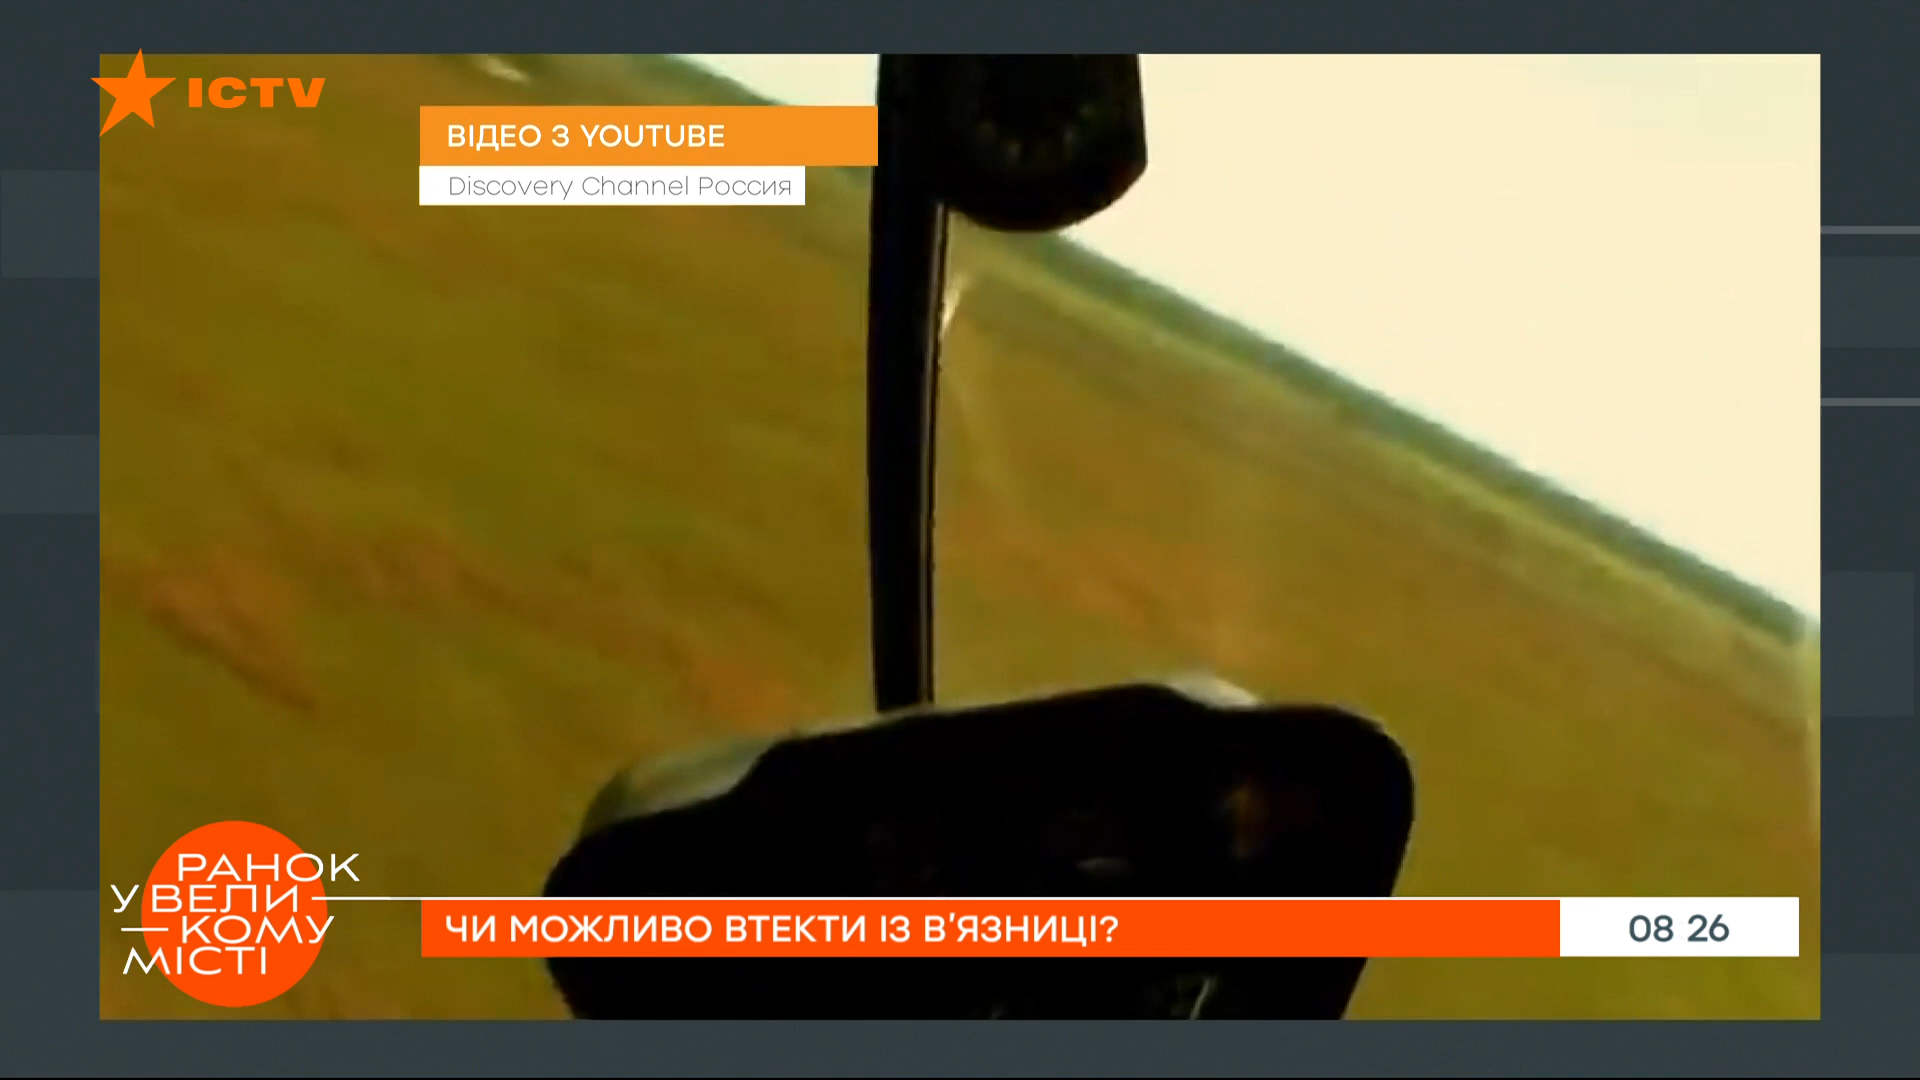 ICTV
ВІДЕО З YOUTUBE
Discovery Channel Россия
РАНОК
У ВЕЛИ—
—КОМУ
МІСТІ
ЧИ МОЖЛИВО ВТЕКТИ ІЗ В'ЯЗНИЦІ?
08 26